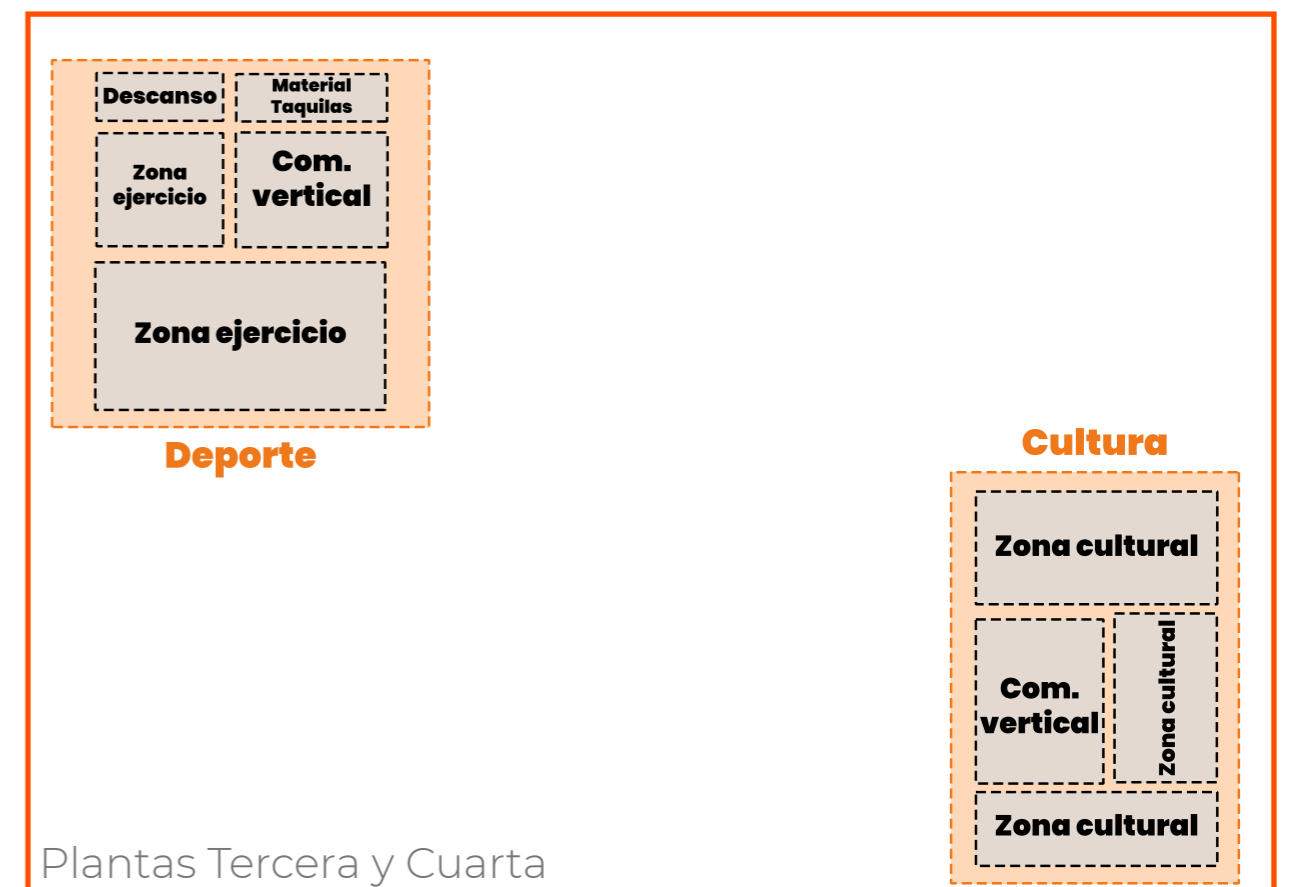 Descanso
Material
Taquilas
Zona
ejercicio
Com.
vertical
Zona ejercicio
Deporte
Cultura
Zona cultural
Com.
vertical
Zona cultural
Zona cultural
Plantas Tercera y Cuarta